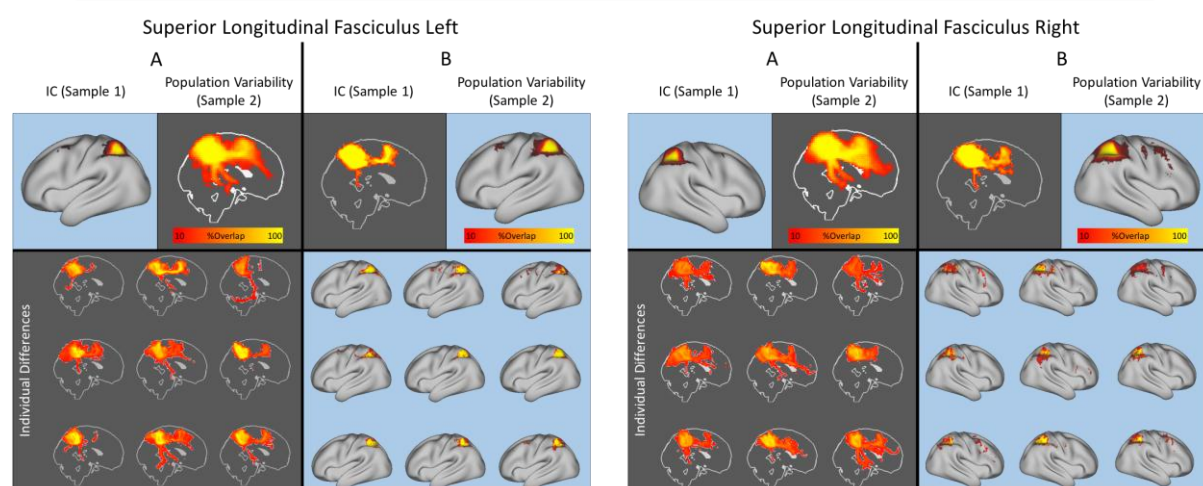 Superior Longitudinal Fasciculus Left
A
B
IC (Sample 1)
Population Variability
(Sample 2)
IC (Sample 1)
Population Variability
(Sample 2)
10 %Overlap 100
10 %Overlap 100
Individual Differences
Superior Longitudinal Fasciculus Right
A
B
IC (Sample 1)
Population Variability
(Sample 2)
IC (Sample 1)
Population Variability
(Sample 2)
10 %Overlap 100
10 %Overlap 100
Individual Differences